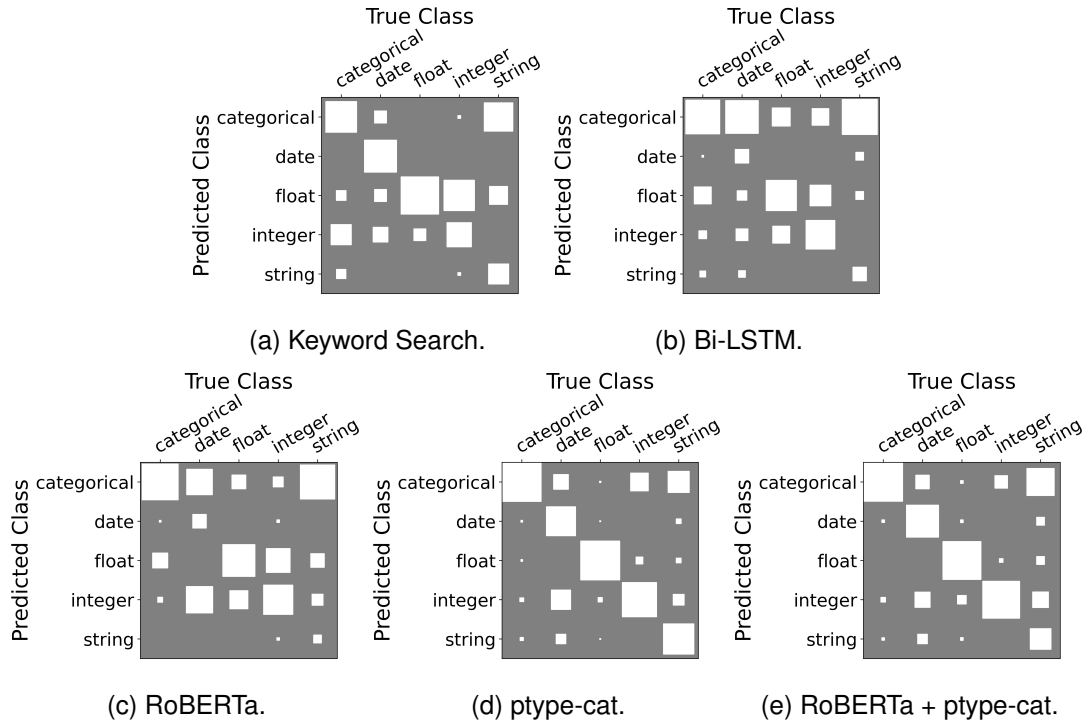 True Class
categorical date float integer string
Predicted Class
categorical
date
float
integer
string
(a) Keyword Search.
True Class
categorical date float integer string
Predicted Class
categorical
date
float
integer
string
(b) Bi-LSTM.
True Class
categorical date float integer string
Predicted Class
categorical
date
float
integer
string
(c) RoBERTa.
True Class
categorical date float integer string
Predicted Class
categorical
date
float
integer
string
(d) ptype-cat.
True Class
categorical date float integer string
Predicted Class
categorical
date
float
integer
string
(e) RoBERTa + ptype-cat.